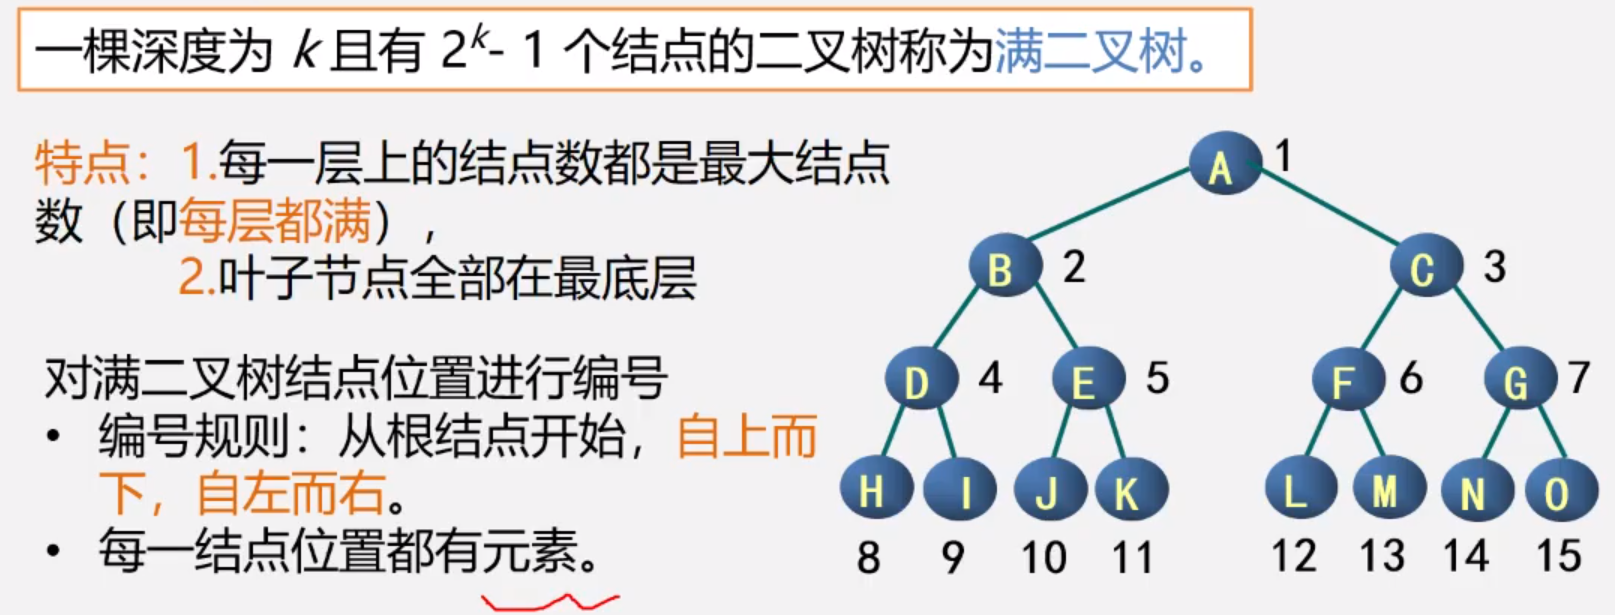 一棵深度为 k 且有 2ᵏ- 1 个结点的二叉树称为满二叉树。
特点：1.每一层上的结点数都是最大结点
数（即每层都满），
2.叶子节点全部在最底层
对满二叉树结点位置进行编号
• 编号规则：从根结点开始，自上而
下，自左而右。
• 每一结点位置都有元素。
A 1
B 2 C 3
D 4 E 5 F 6 G 7
H I J K L M N O
8 9 10 11 12 13 14 15